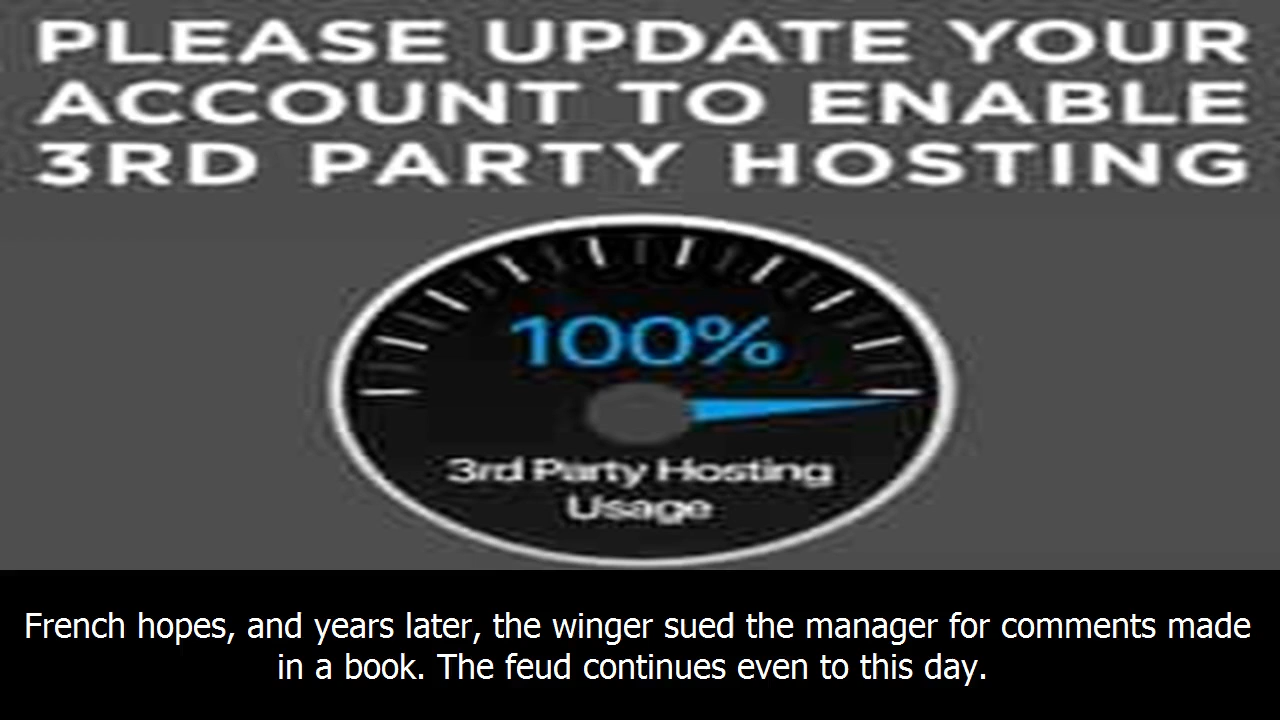 PLEASE UPDATE YOUR
ACCOUNT TO ENABLE
3RD PARTY HOSTING
100%
3rd Party Hosting
Usage
French hopes, and years later, the winger sued the manager for comments made
in a book. The feud continues even to this day.